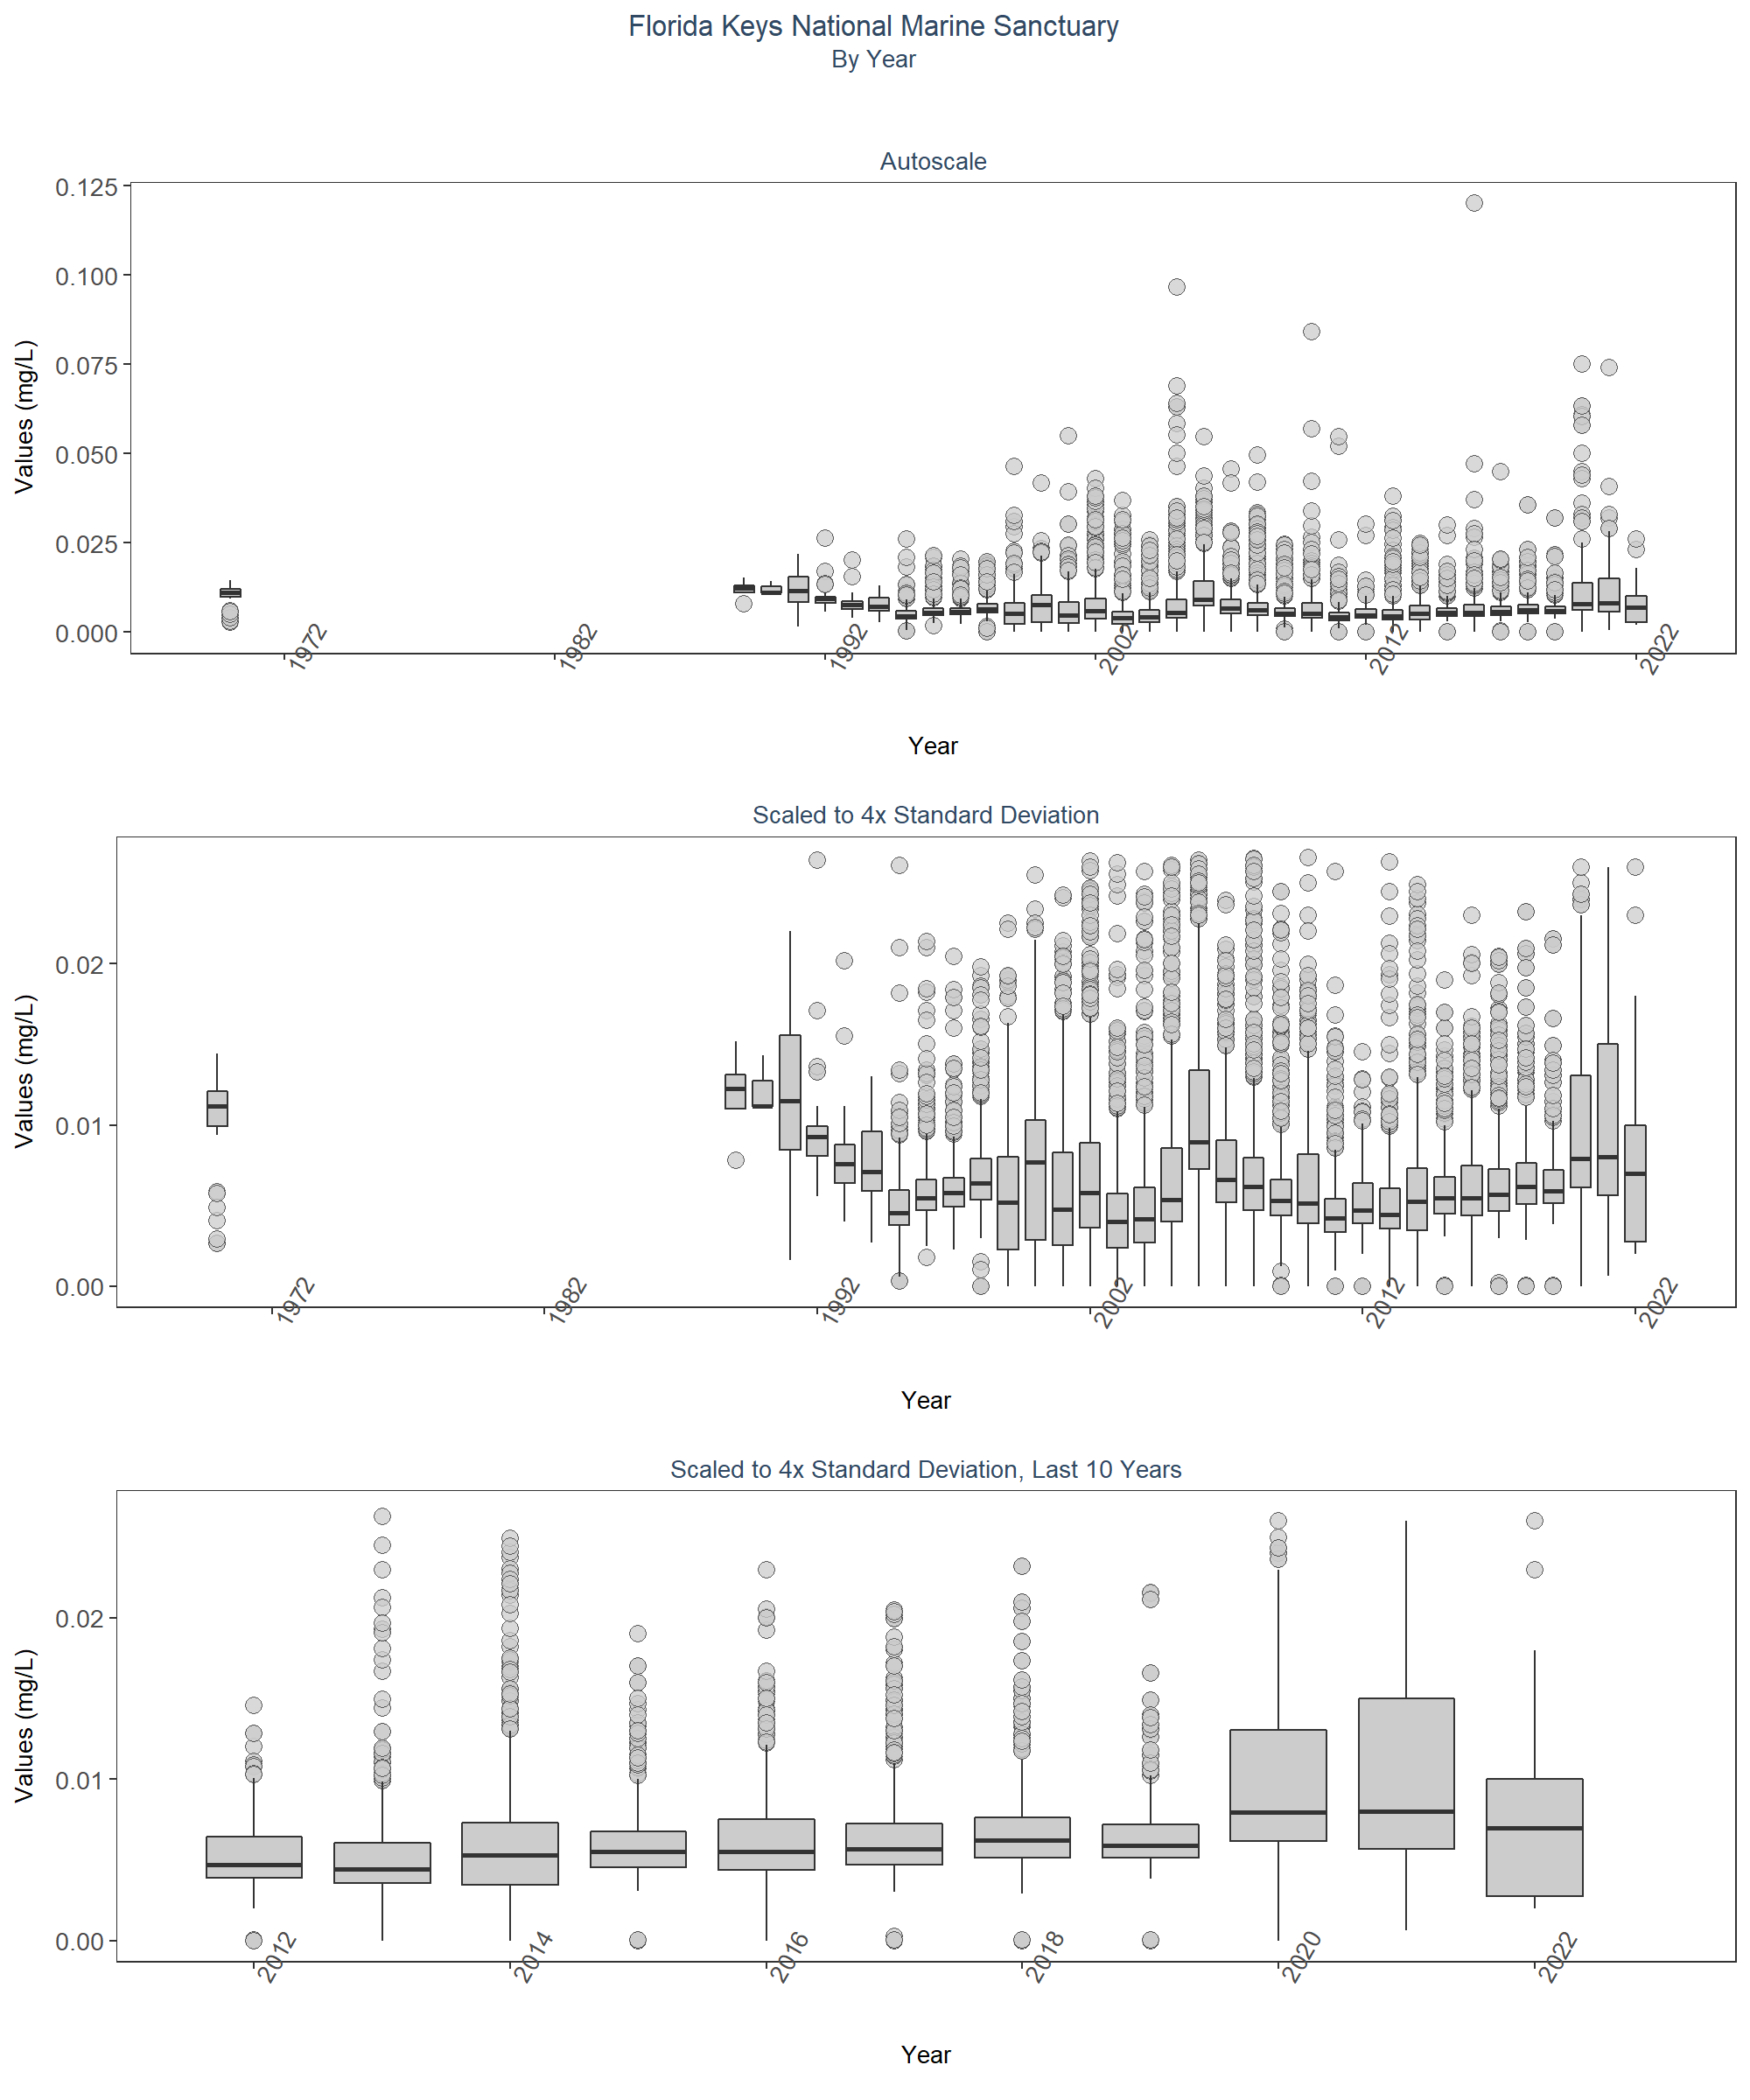 Florida Keys National Marine Sanctuary
By Year
Autoscale
Values (mg/L)
0.125
0.100
0.075
0.050
0.025
0.000
1972
1982
1992
2002
2012
2022
Year
Scaled to 4x Standard Deviation
Values (mg/L)
0.02
0.01
0.00
1972
1982
1992
2002
2012
2022
Year
Scaled to 4x Standard Deviation, Last 10 Years
Values (mg/L)
0.02
0.01
0.00
2012
2014
2016
2018
2020
2022
Year